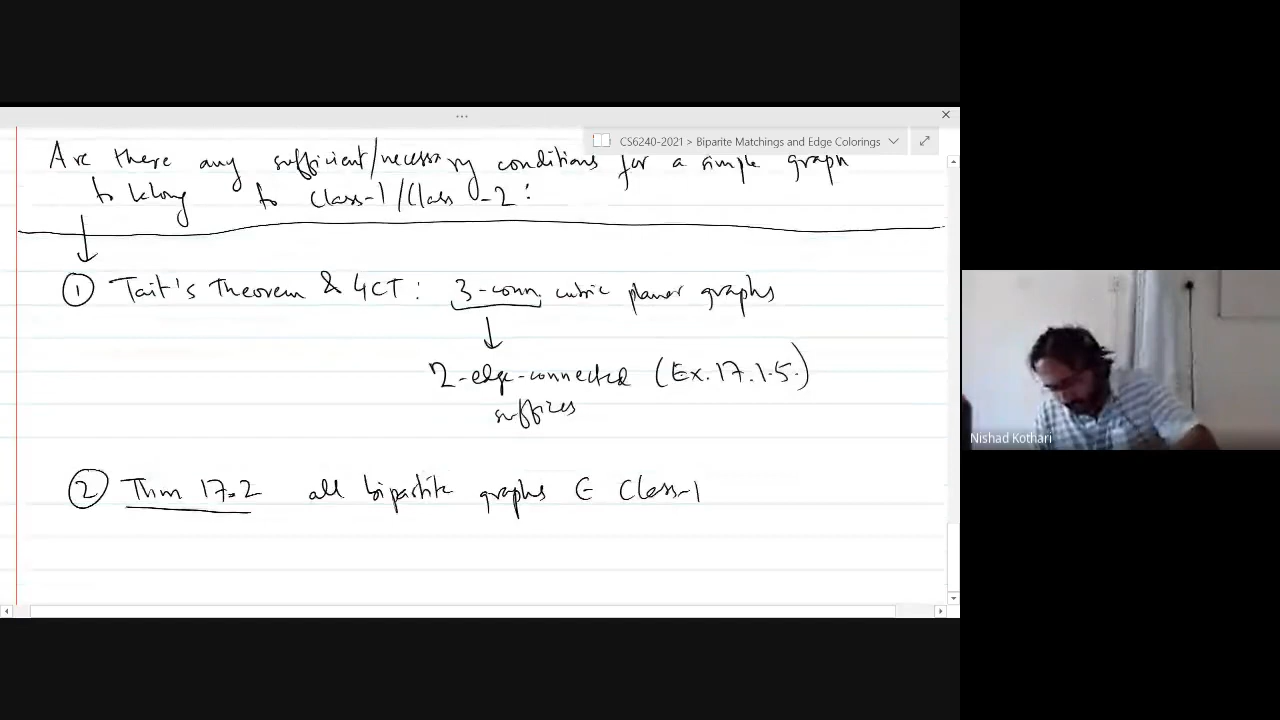 CS6240-2021 > Biparite Matchings and Edge Colorings
Are there any sufficient/necessary conditions for a simple graph
to belong to Class-1/Class-2?
① Tait's Theorem & 4CT: 3-conn. cubic planar graphs
2-edge-connected (Ex. 17.1.5.)
suffices
② Thm 17.2 all bipartite graphs ∈ Class-1
Nishad Kothari